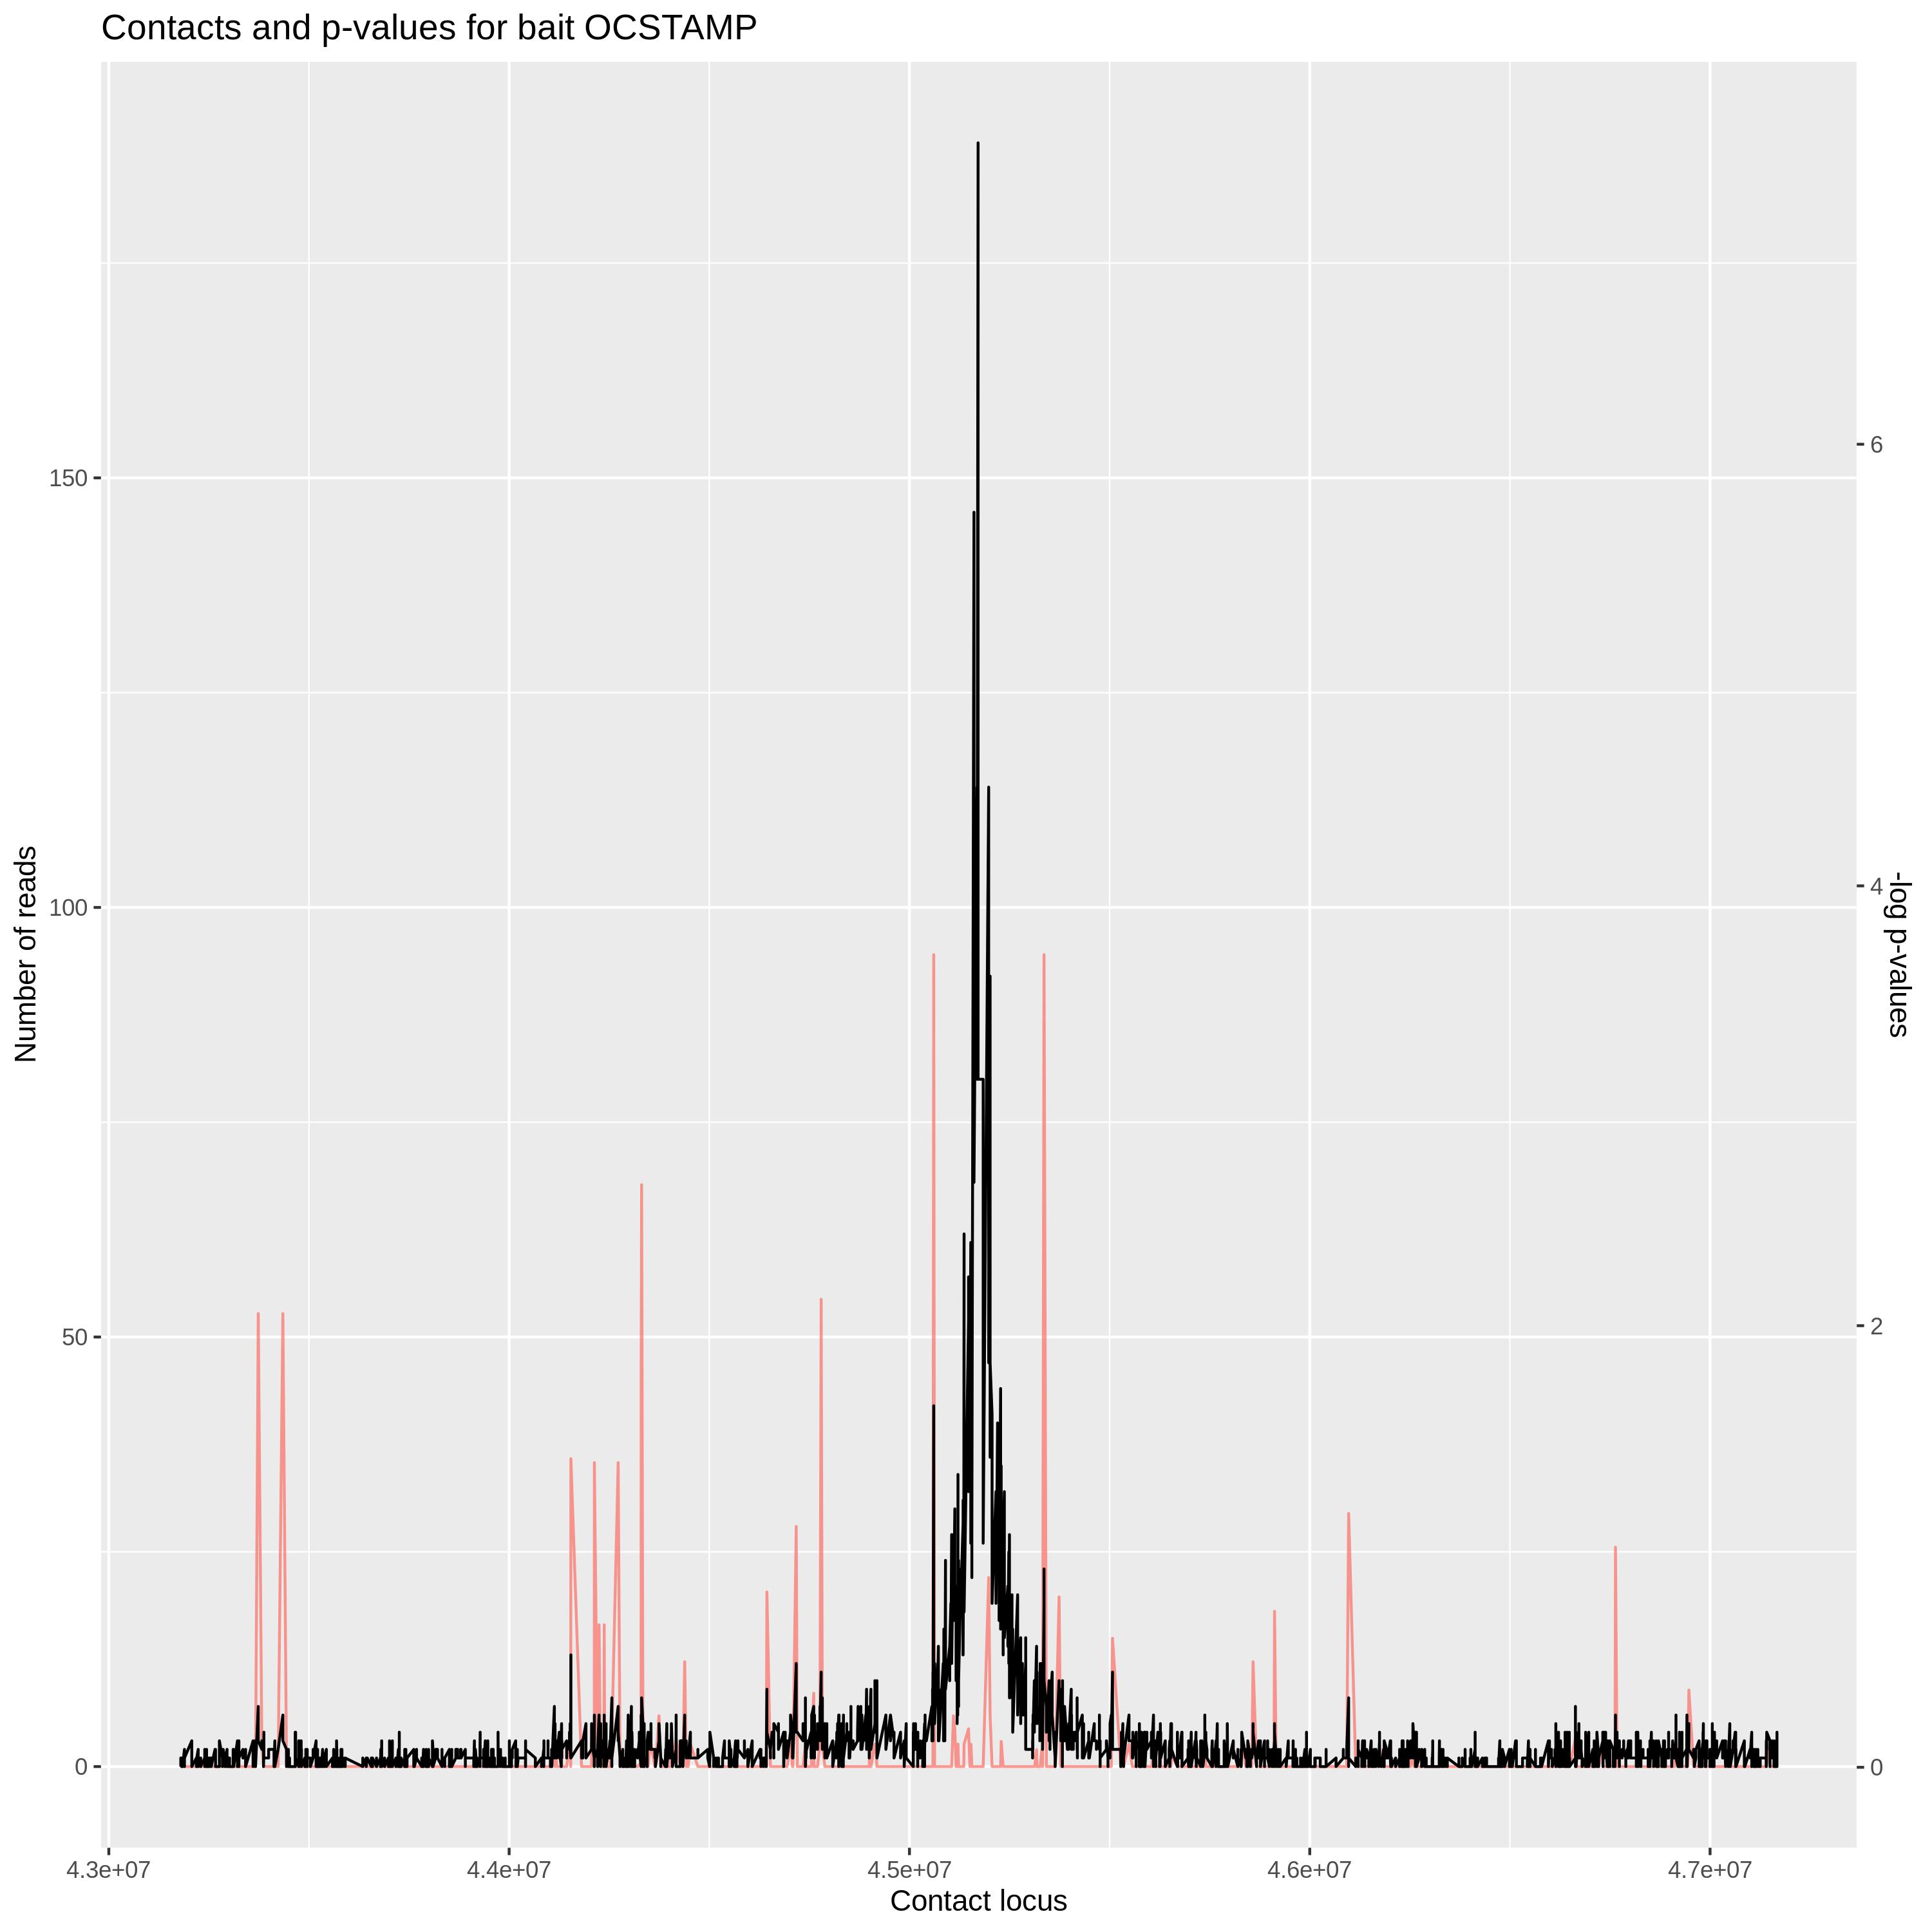 Contacts and p-values for bait OCSTAMP
150
100
50
0
Number of reads
6
4
2
0
-log p-values
4.3e+07
4.4e+07
4.5e+07
4.6e+07
4.7e+07
Contact locus